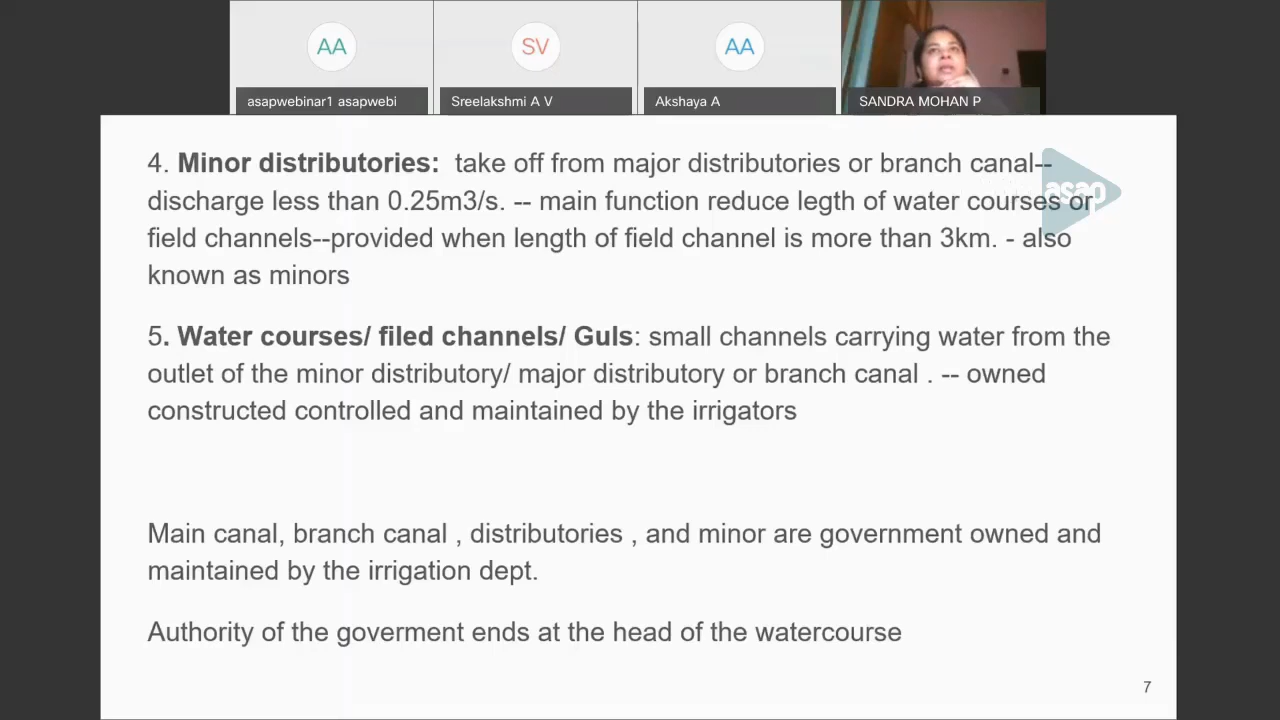 AA
SV
AA
asapwebinar1 asapwebi
Sreelakshmi A V
Akshaya A
SANDRA MOHAN P
4. Minor distributories:  take off from major distributories or branch canal--
asap
discharge less than 0.25m3/s. -- main function reduce legth of water courses or
field channels--provided when length of field channel is more than 3km. - also
known as minors
5. Water courses/ filed channels/ Guls: small channels carrying water from the
outlet of the minor distributory/ major distributory or branch canal . -- owned
constructed controlled and maintained by the irrigators
Main canal, branch canal , distributories , and minor are government owned and
maintained by the irrigation dept.
Authority of the goverment ends at the head of the watercourse
7